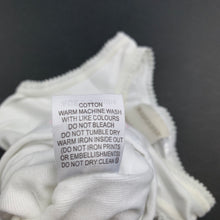 COTTON
WARM MACHINE WASH
WITH LIKE COLOURS
DO NOT BLEACH
DO NOT TUMBLE DRY
WARM IRON INSIDE OUT
(DO NOT IRON PRINTS
OR EMBELLISHMENTS)
DO NOT DRY CLEAN